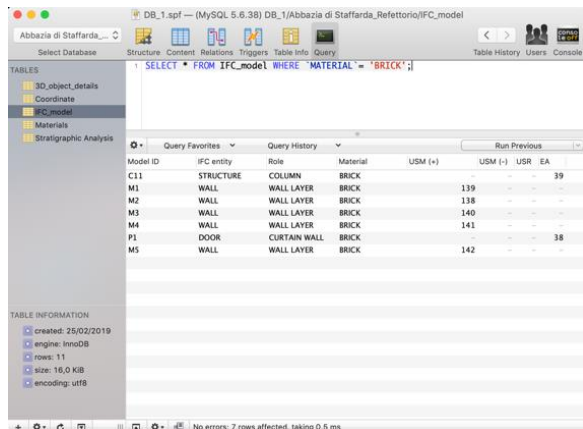 DB_1.spf — (MySQL 5.6.38) DB_1/Abbazia di Staffarda_Refettorio/IFC_model
Abbazia di Staffarda_...
Select Database
Structure Content Relations Triggers Table Info Query
Table History Users Console
conso
le off
TABLES
3D_object_details
Coordinate
IFC_model
Materials
Stratigraphic Analysis
1 SELECT * FROM IFC_model WHERE `MATERIAL`= 'BRICK';
Query Favorites Query History Run Previous
Model ID IFC entity Role Material USM (+) USM (-) USR EA
C11 STRUCTURE COLUMN BRICK - - - 39
M1 WALL WALL LAYER BRICK 139 - - -
M2 WALL WALL LAYER BRICK 138 - - -
M3 WALL WALL LAYER BRICK 140 - - -
M4 WALL WALL LAYER BRICK 141 - - -
P1 DOOR CURTAIN WALL BRICK - - - 38
M5 WALL WALL LAYER BRICK 142 - - -
TABLE INFORMATION
created: 25/02/2019
engine: InnoDB
rows: 11
size: 16,0 KiB
encoding: utf8
No errors; 7 rows affected, taking 0,5 ms